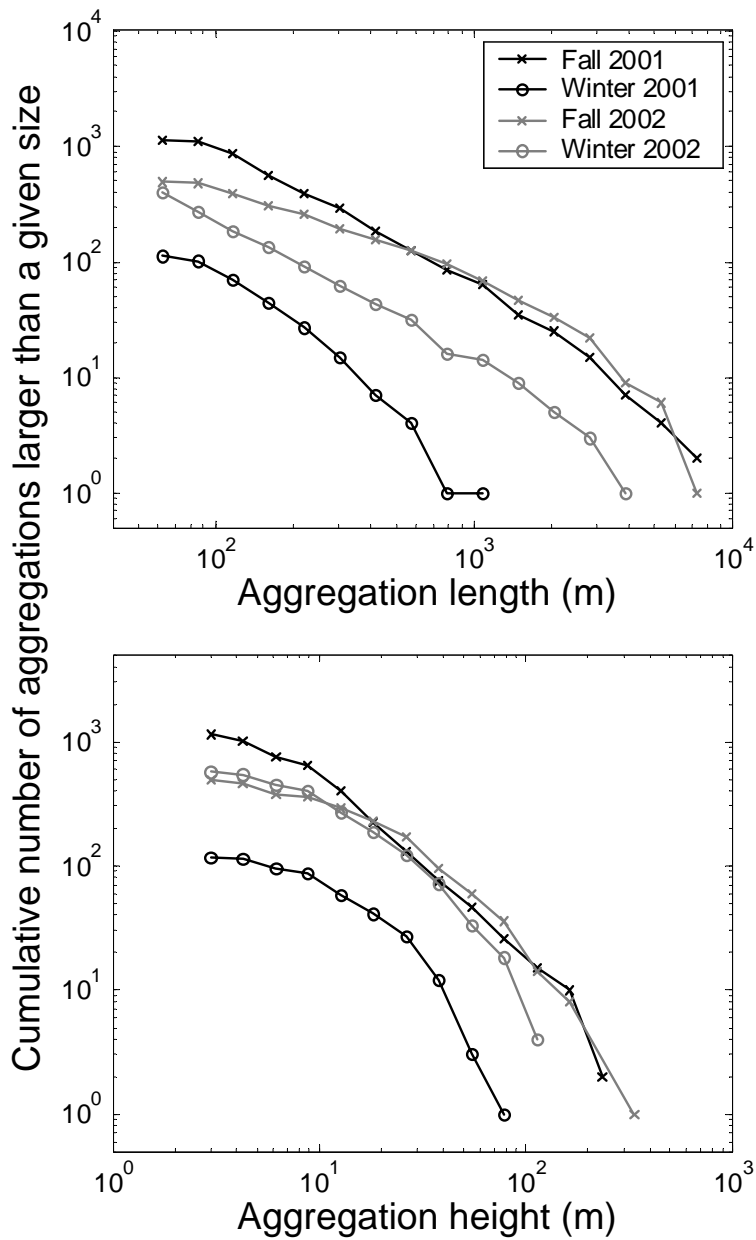 Cumulative number of aggregations larger than a given size
10^4
10^3
10^2
10^1
10^0
Fall 2001
Winter 2001
Fall 2002
Winter 2002
10^2
10^3
10^4
Aggregation length (m)
10^3
10^2
10^1
10^0
10^0
10^1
10^2
10^3
Aggregation height (m)